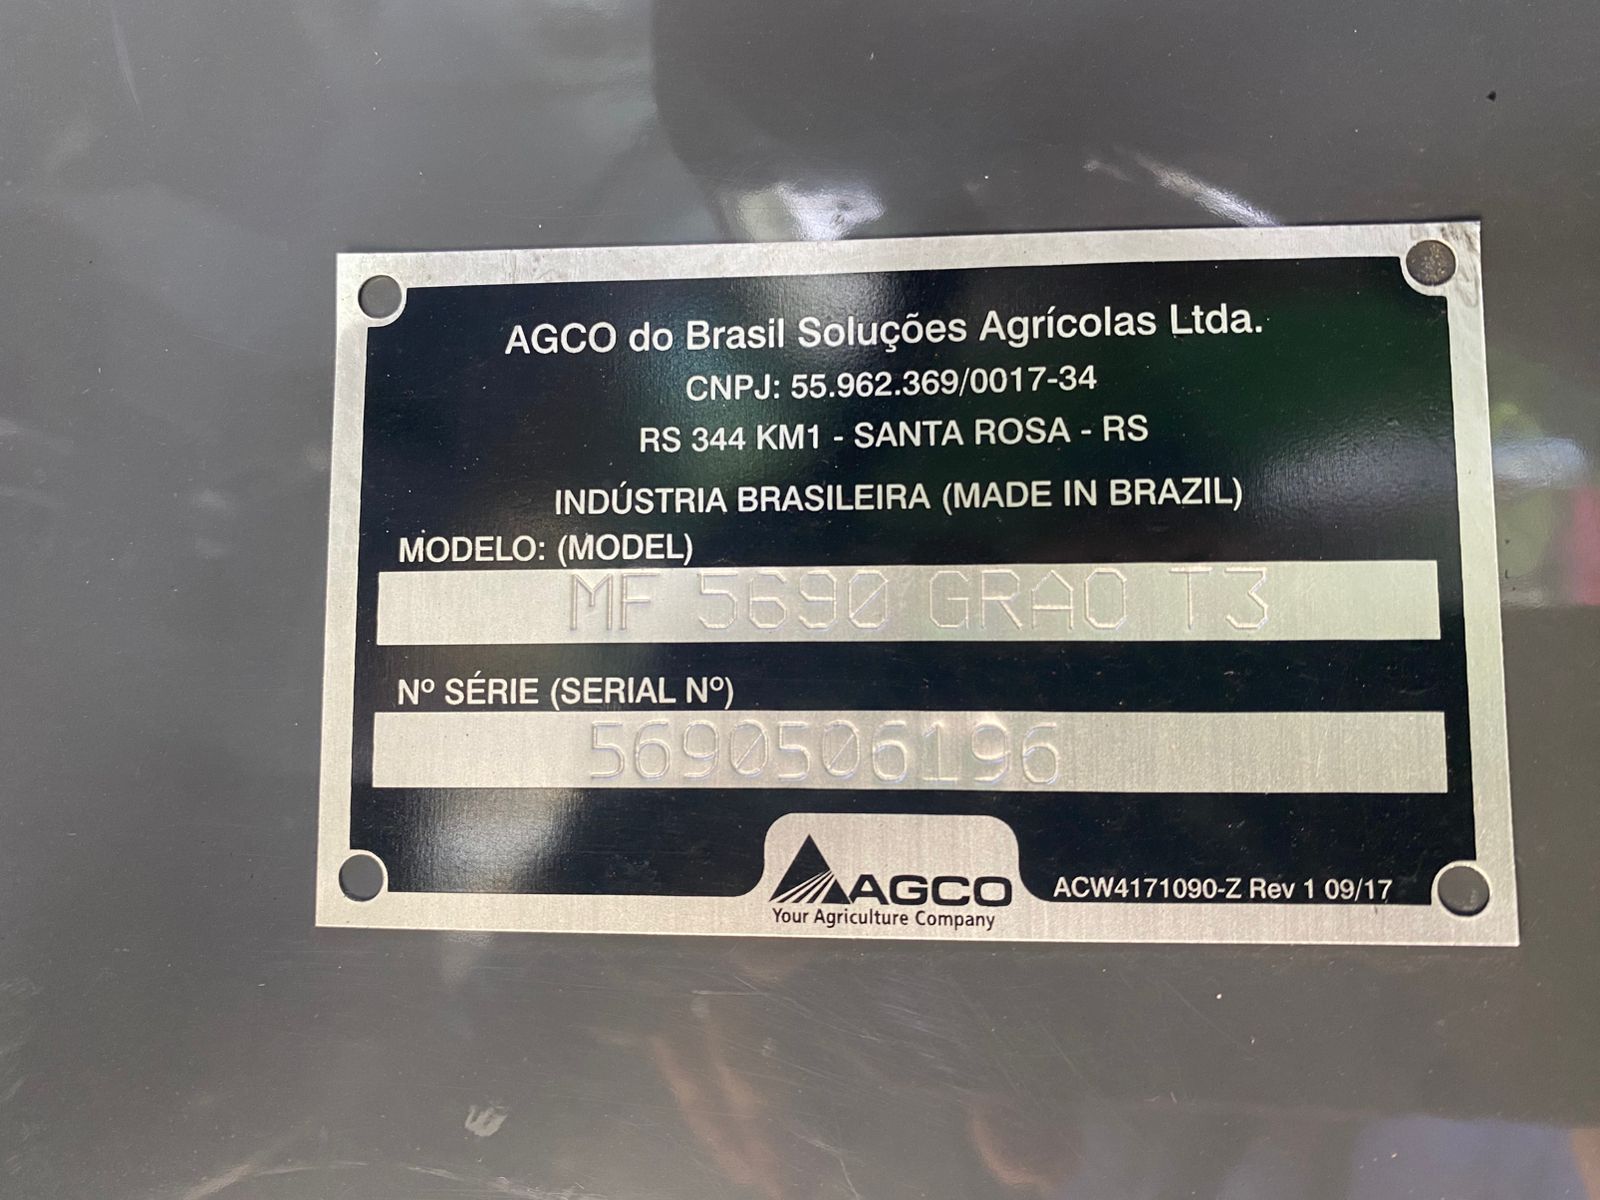 AGCO do Brasil Soluções Agrícolas Ltda.
CNPJ: 55.962.369/0017-34
RS 344 KM1 - SANTA ROSA - RS
INDÚSTRIA BRASILEIRA (MADE IN BRAZIL)
MODELO: (MODEL)
MF 5690 GRAO T3
Nº SÉRIE (SERIAL Nº)
5690506196
AGCO
Your Agriculture Company
ACW4171090-Z Rev 1 09/17